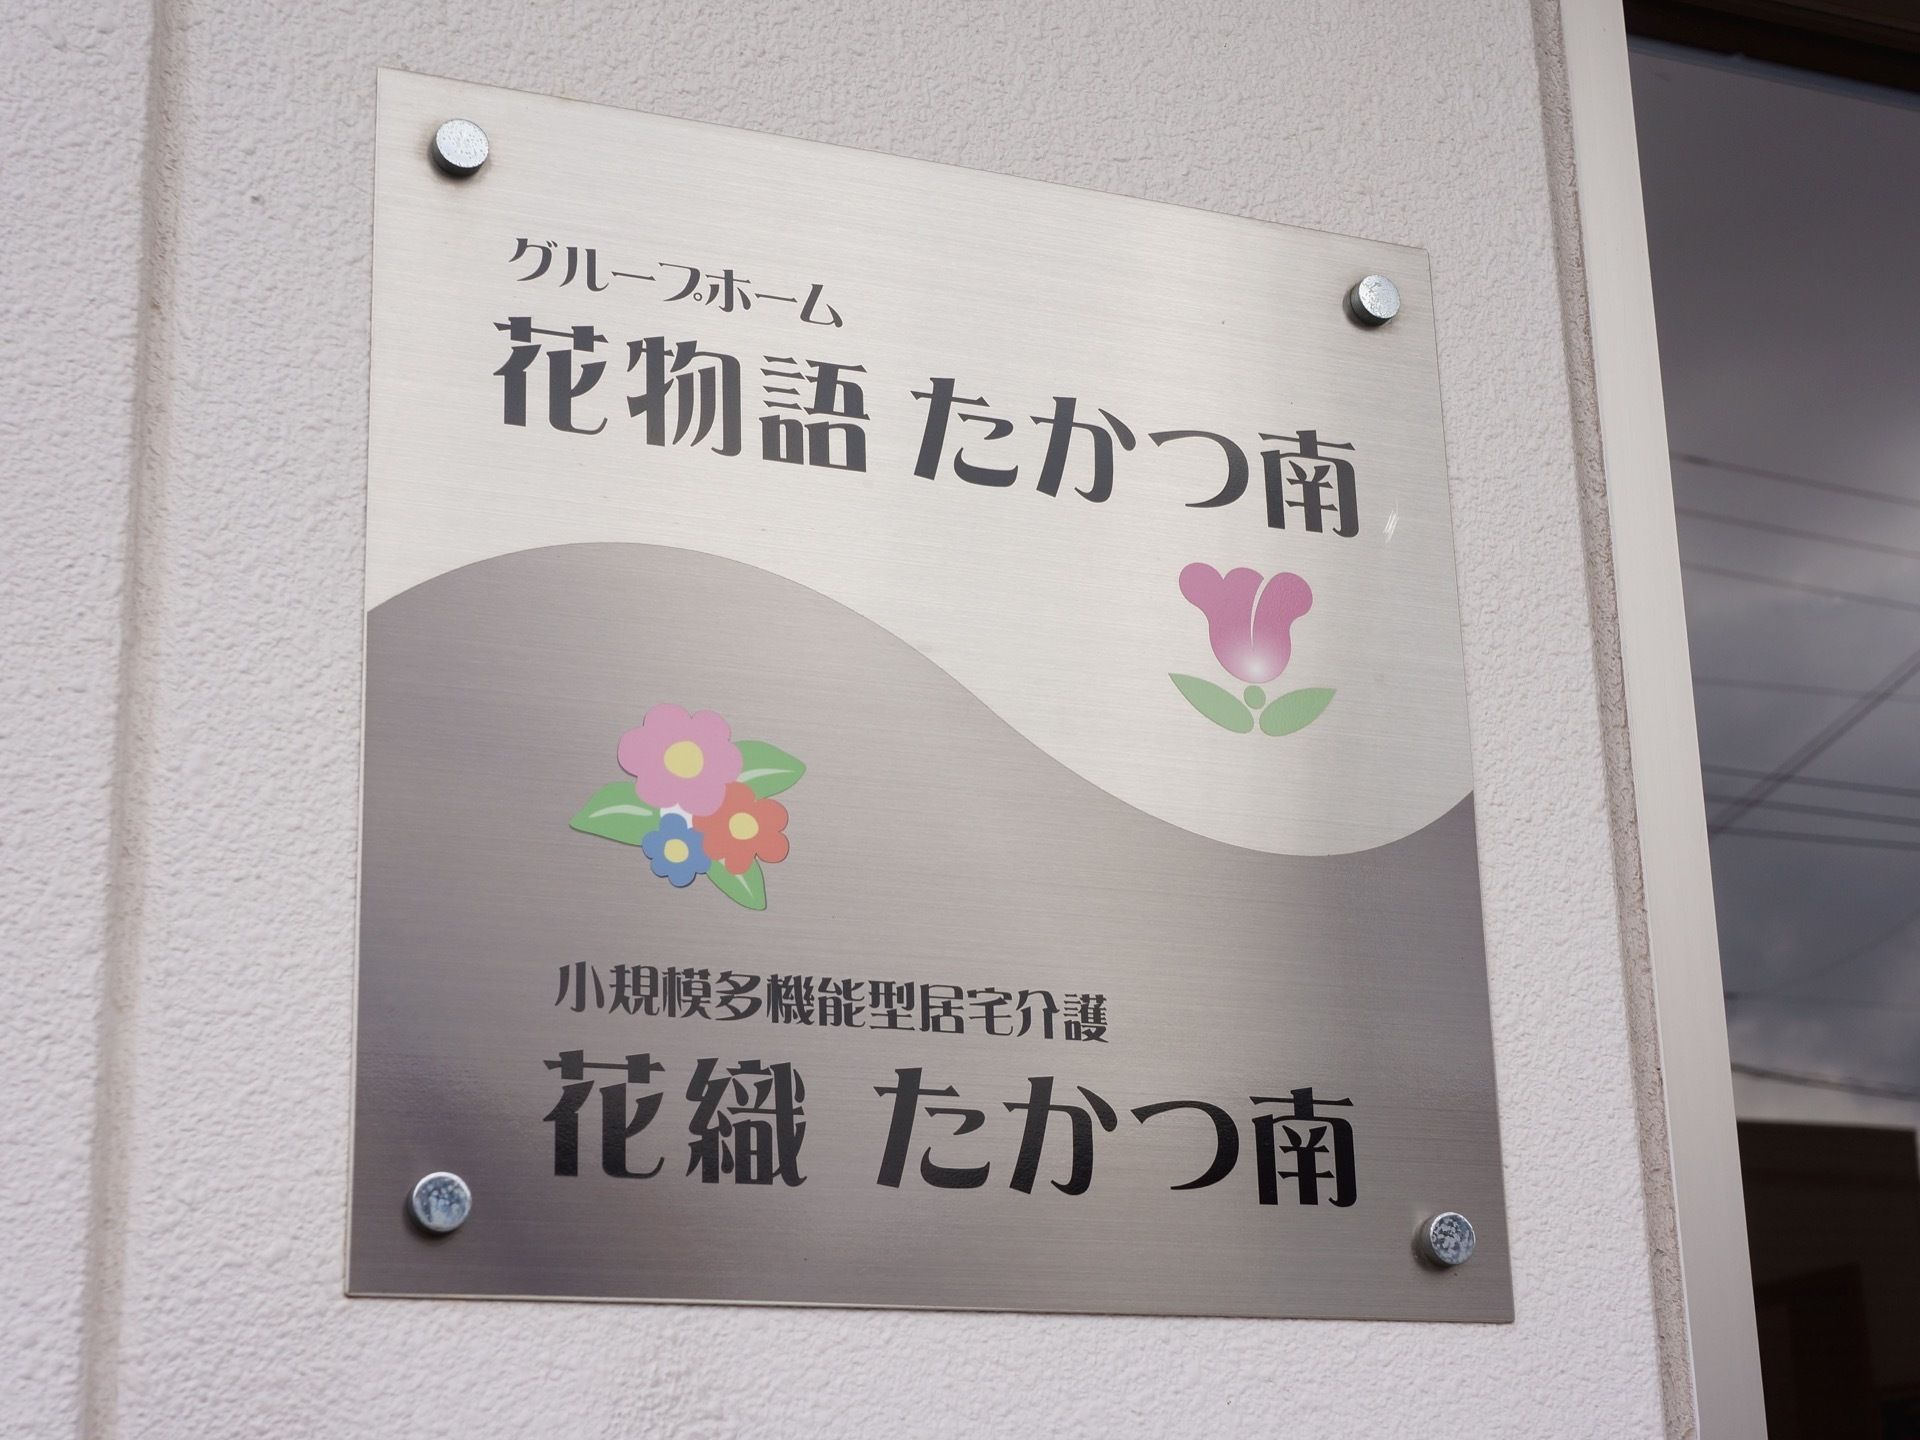 グループホーム
花物語 たかつ南
小規模多機能型居宅介護
花織 たかつ南